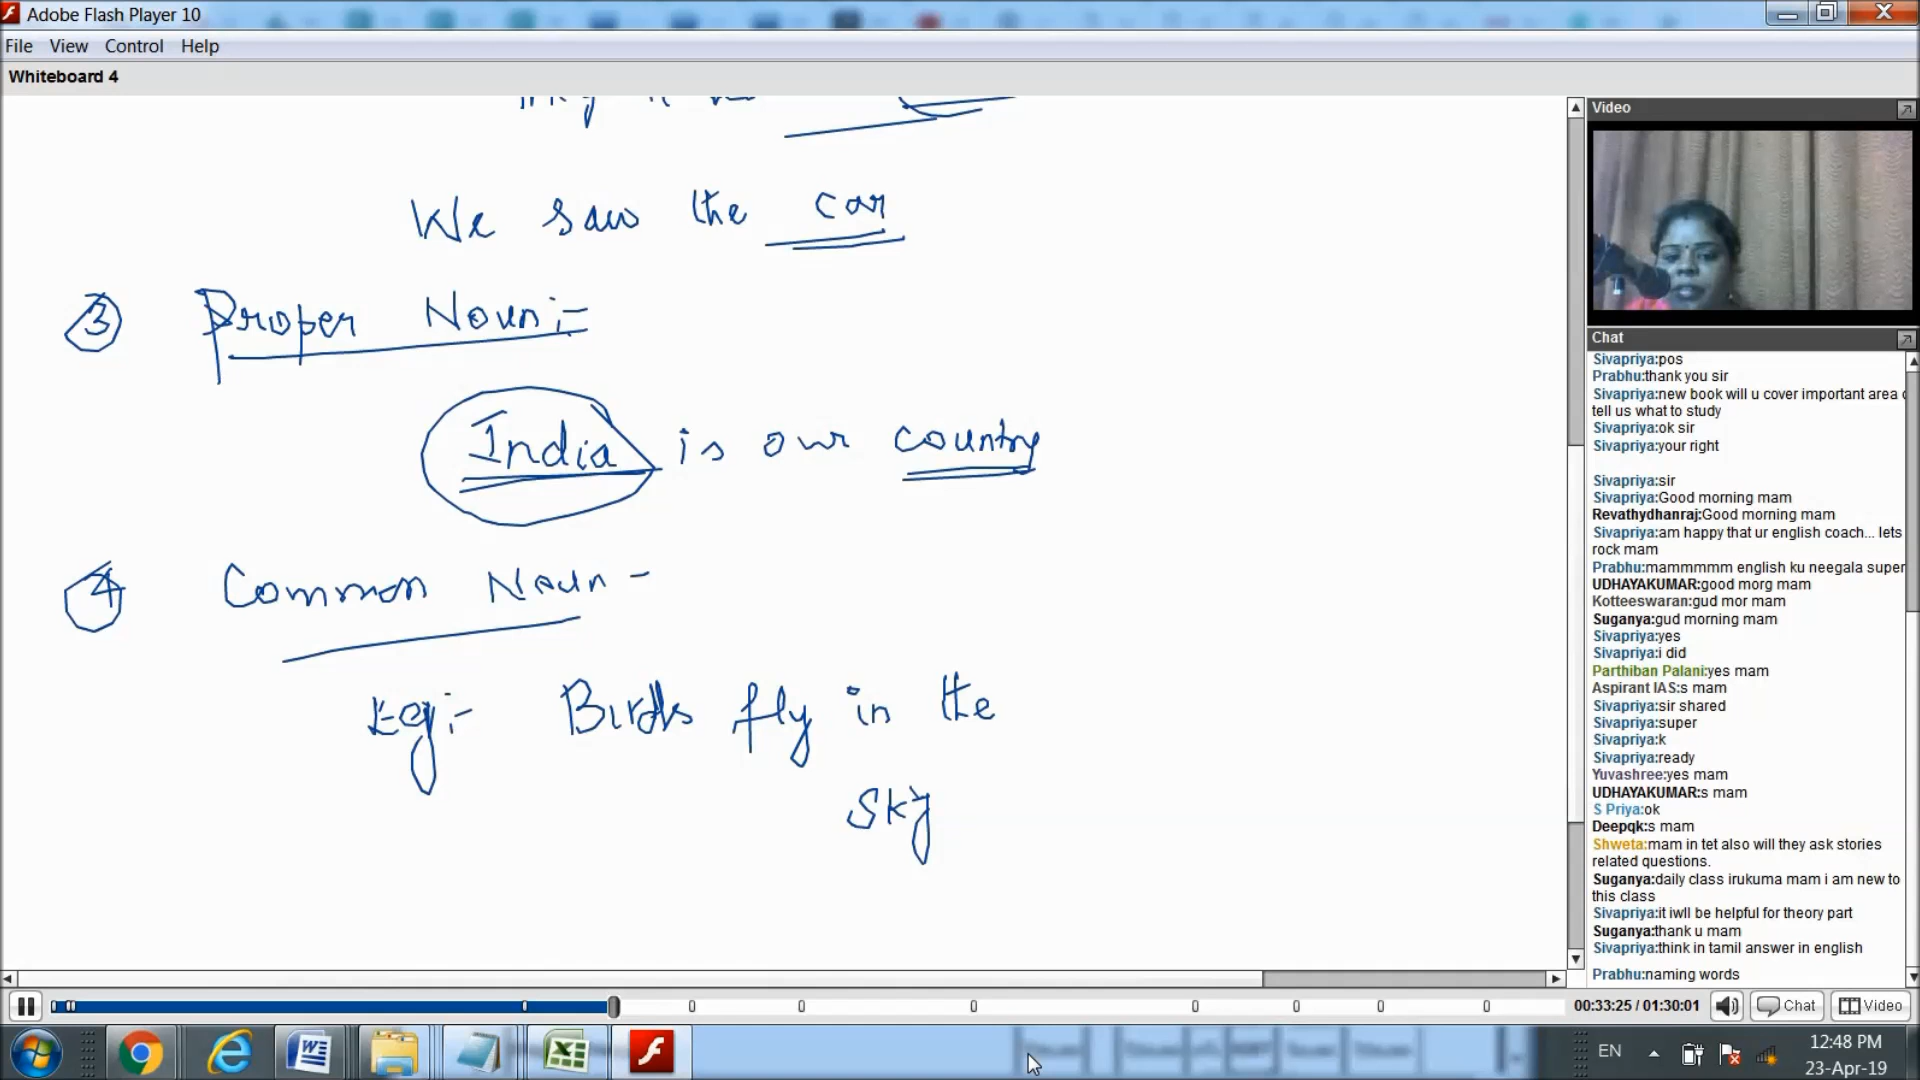 Adobe Flash Player 10
File View Control Help
Whiteboard 4
We saw the car
3 Proper Noun:-
India is our country
4 Common Noun -
Eg:- Birds fly in the
Sky
Video
Chat
Sivapriya:pos
Prabhu:thank you sir
Sivapriya:new book will u cover important area o
tell us what to study
Sivapriya:ok sir
Sivapriya:your right
Sivapriya:sir
Sivapriya:Good morning mam
Revathydhanraj:Good morning mam
Sivapriya:am happy that ur english coach... lets
rock mam
Prabhu:mammmmm english ku neegala super
UDHAYAKUMAR:good morg mam
Kotteeswaran:gud mor mam
Suganya:gud morning mam
Sivapriya:yes
Sivapriya:i did
Parthiban Palani:yes mam
Aspirant IAS:s mam
Sivapriya:sir shared
Sivapriya:super
Sivapriya:k
Sivapriya:ready
Yuvashree:yes mam
UDHAYAKUMAR:s mam
S Priya:ok
Deepqk:s mam
Shweta:mam in tet also will they ask stories
related questions.
Suganya:daily class irukuma mam i am new to
this class
Sivapriya:it iwll be helpful for theory part
Suganya:thank u mam
Sivapriya:think in tamil answer in english
Prabhu:naming words
00:33:25 / 01:30:01 Chat Video
EN 12:48 PM
23-Apr-19